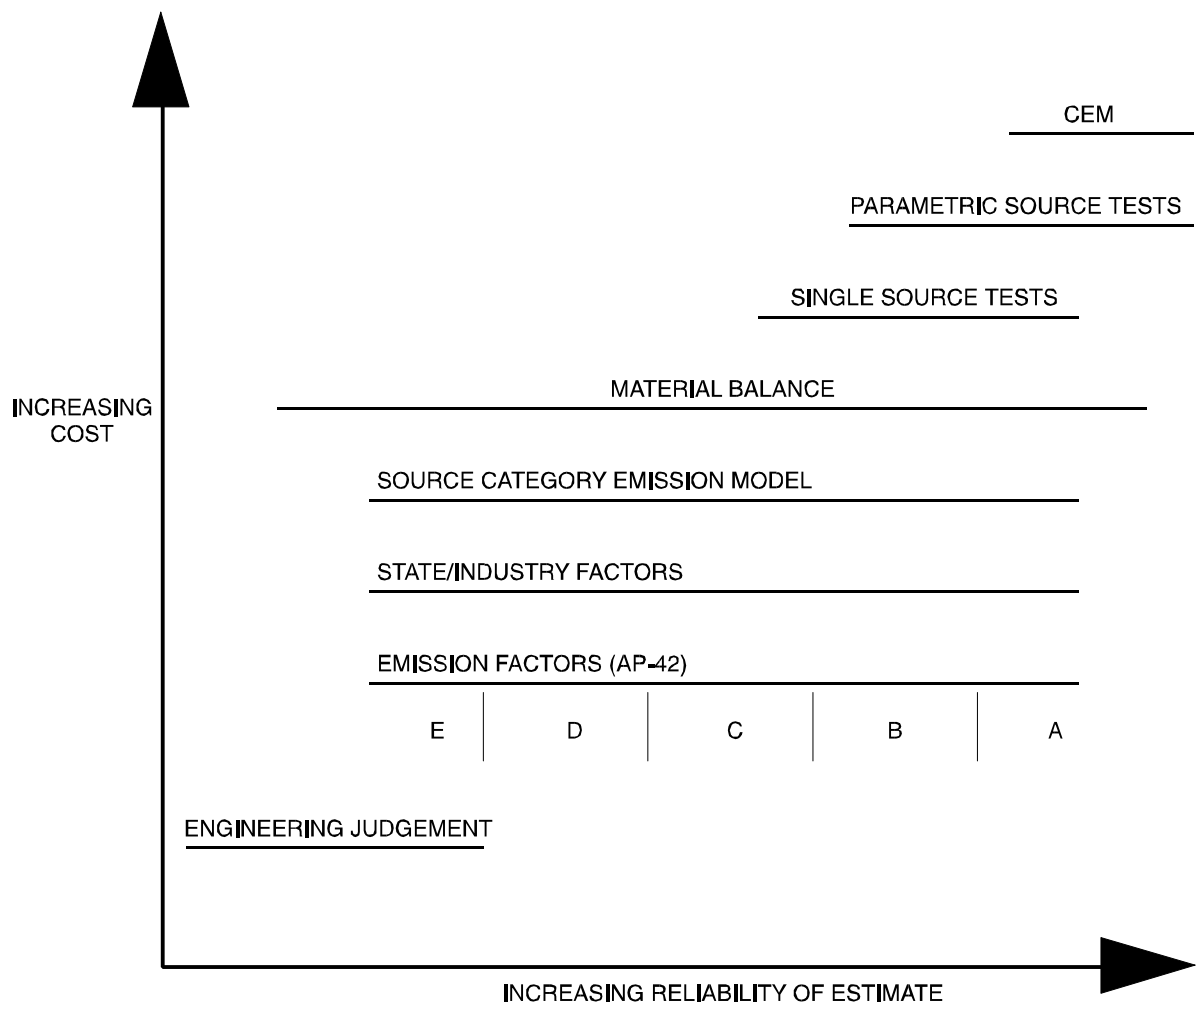 CEM
PARAMETRIC SOURCE TESTS
SINGLE SOURCE TESTS
MATERIAL BALANCE
INCREASING
COST
SOURCE CATEGORY EMISSION MODEL
STATE/INDUSTRY FACTORS
EMISSION FACTORS (AP-42)
E D C B A
ENGINEERING JUDGEMENT
INCREASING RELIABILITY OF ESTIMATE